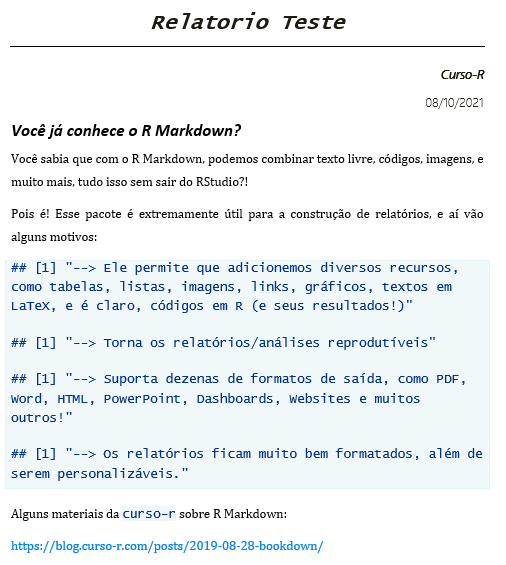 Relatorio Teste
Curso-R
08/10/2021
Você já conhece o R Markdown?
Você sabia que com o R Markdown, podemos combinar texto livre, códigos, imagens, e
muito mais, tudo isso sem sair do RStudio?!
Pois é! Esse pacote é extremamente útil para a construção de relatórios, e aí vão
alguns motivos:
## [1] "--> Ele permite que adicionemos diversos recursos,
como tabelas, listas, imagens, links, gráficos, textos em
LaTeX, e é claro, códigos em R (e seus resultados!)"
## [1] "--> Torna os relatórios/análises reprodutíveis"
## [1] "--> Suporta dezenas de formatos de saída, como PDF,
Word, HTML, PowerPoint, Dashboards, Websites e muitos
outros!"
## [1] "--> Os relatórios ficam muito bem formatados, além de
serem personalizáveis."
Alguns materiais da curso-r sobre R Markdown:
https://blog.curso-r.com/posts/2019-08-28-bookdown/